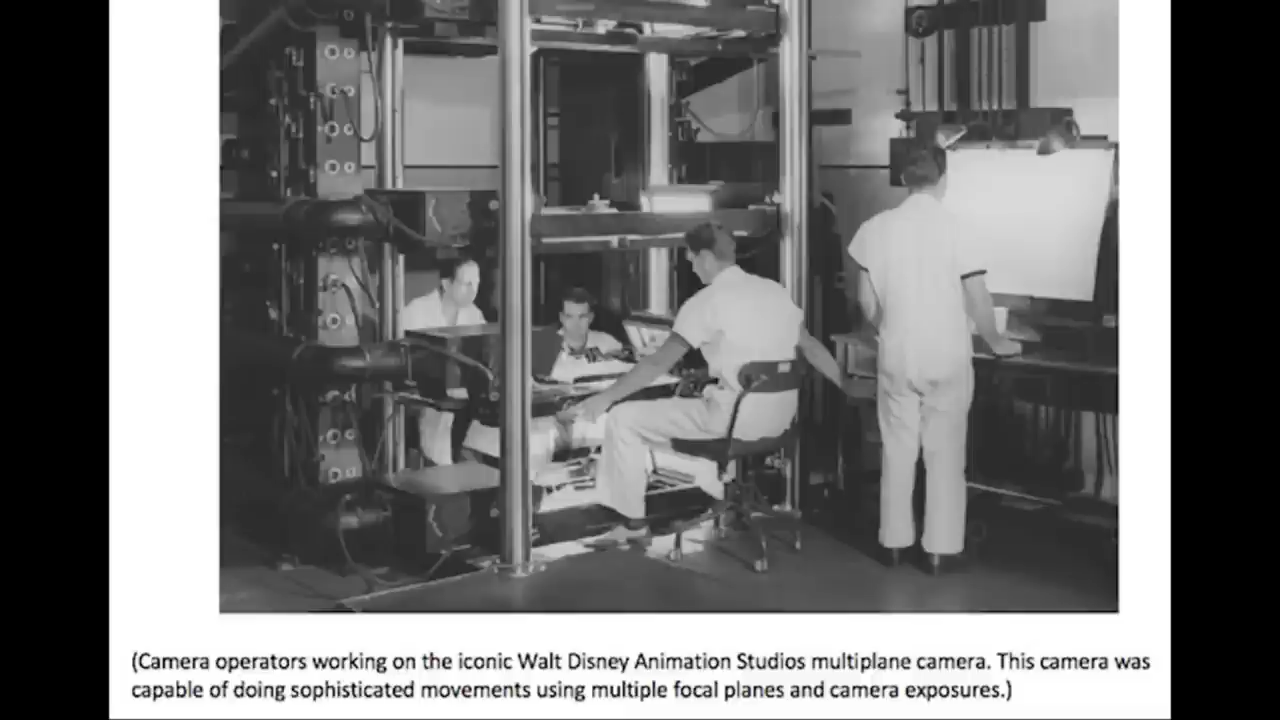 (Camera operators working on the iconic Walt Disney Animation Studios multiplane camera. This camera was
capable of doing sophisticated movements using multiple focal planes and camera exposures.)